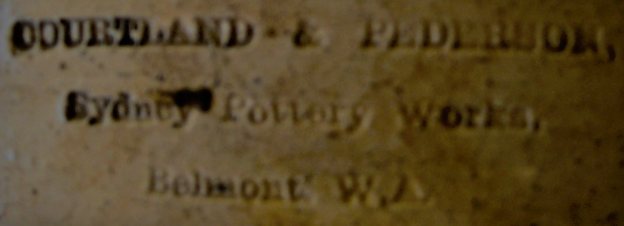 COURTLAND & PEDERSON,
Sydney Pottery Works,
Belmont W.A.